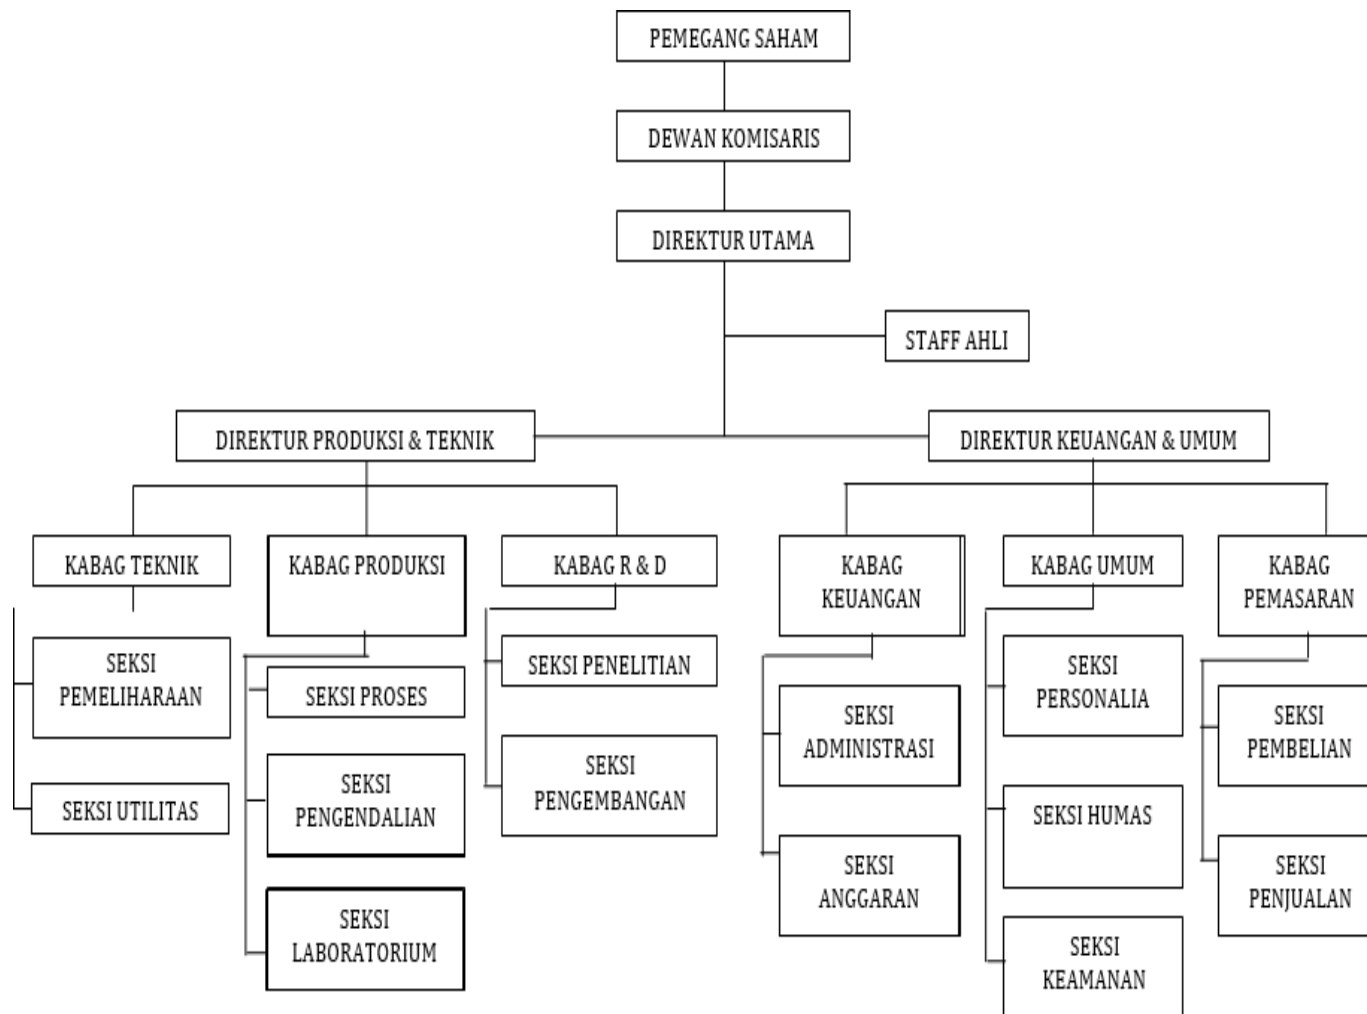 PEMEGANG SAHAM
DEWAN KOMISARIS
DIREKTUR UTAMA
STAFF AHLI
DIREKTUR PRODUKSI & TEKNIK
DIREKTUR KEUANGAN & UMUM
KABAG TEKNIK
KABAG PRODUKSI
KABAG R & D
KABAG
KEUANGAN
KABAG UMUM
KABAG
PEMASARAN
SEKSI
PEMELIHARAAN
SEKSI UTILITAS
SEKSI PROSES
SEKSI
PENGENDALIAN
SEKSI
LABORATORIUM
SEKSI PENELITIAN
SEKSI
PENGEMBANGAN
SEKSI
ADMINISTRASI
SEKSI
ANGGARAN
SEKSI
PERSONALIA
SEKSI HUMAS
SEKSI
KEAMANAN
SEKSI
PEMBELIAN
SEKSI
PENJUALAN